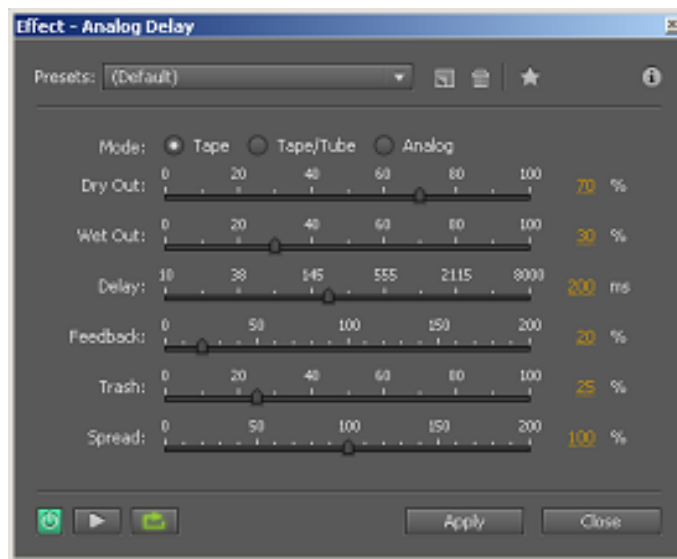 Effect - Analog Delay
Presets: (Default)
Mode: Tape Tape/Tube Analog
0 20 40 60 80 100
Dry Out: 70 %
0 20 40 60 80 100
Wet Out: 30 %
10 38 145 555 2115 8000
Delay: 200 ms
0 50 100 150 200
Feedback: 20 %
0 20 40 60 80 100
Trash: 25 %
0 50 100 150 200
Spread: 100 %
Apply Close